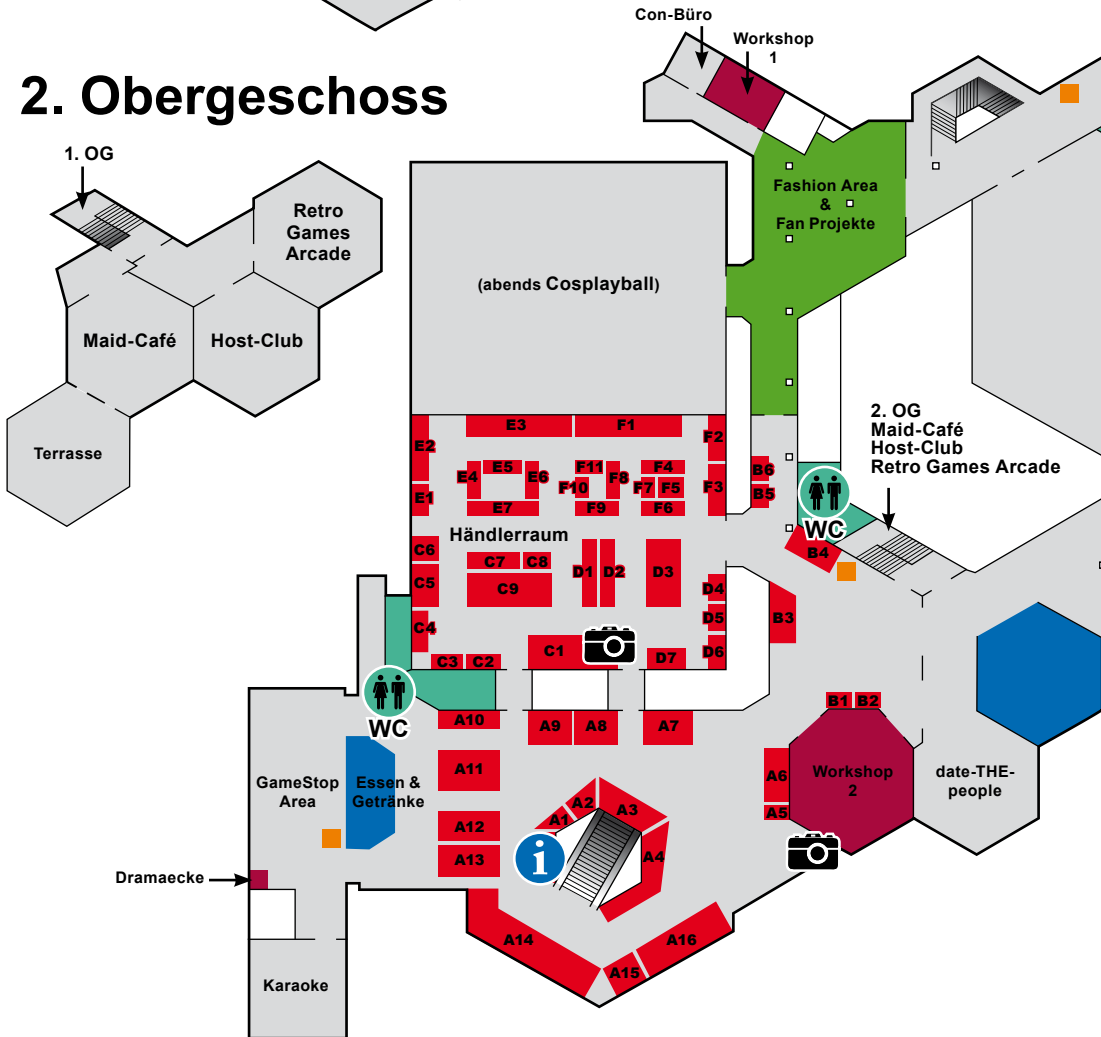 Con-Büro
Workshop
1
2. Obergeschoss
1. OG
Retro
Games
Arcade
Fashion Area
&
Fan Projekte
(abends Cosplayball)
Maid-Café
Host-Club
Terrasse
2. OG
Maid-Café
Host-Club
Retro Games Arcade
E3
F1
E2
F2
E5
F11
F4
E4
E6
F8
F3
B6
F10
F7
F5
B5
E1
E7
F9
F6
WC
Händlerraum
C6
C7
C8
B4
C5
C9
D1
D2
D3
D4
D5
B3
C4
C1
D6
C3
C2
D7
WC
A10
A9
A8
A7
B1
B2
GameStop
Area
Essen &
Getränke
A11
A6
Workshop
2
date-THE-
people
A2
A3
A5
A1
A12
i
A4
A13
Dramaecke
A14
A16
A15
Karaoke